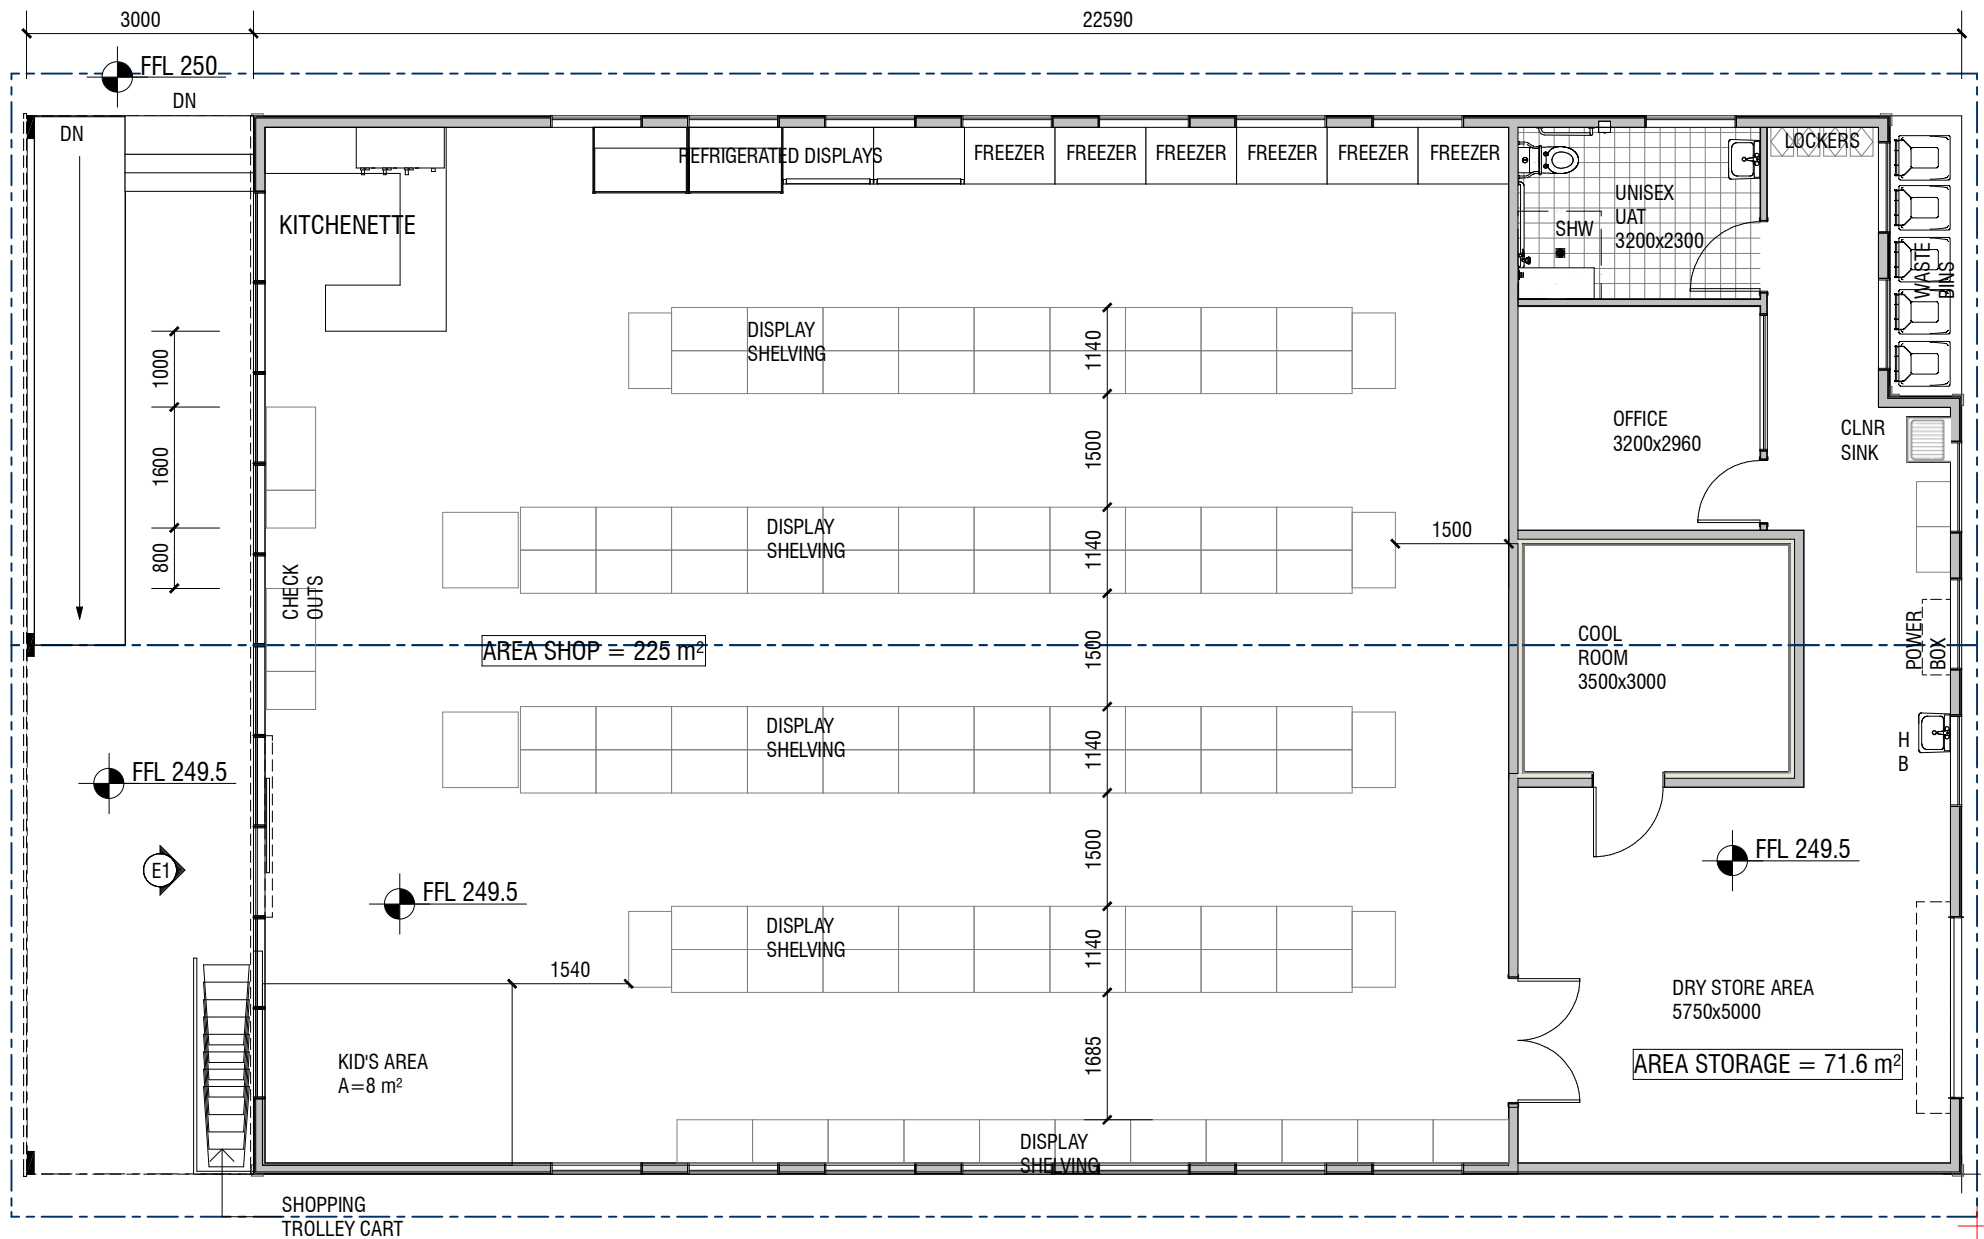 3000
22590
FFL 250
DN
DN
REFRIGERATED DISPLAYS
FREEZER
FREEZER
FREEZER
FREEZER
FREEZER
FREEZER
LOCKERS
KITCHENETTE
UNISEX
UAT
3200x2300
SHW
WASTE
BINS
DISPLAY
SHELVING
1140
1000
1500
1600
OFFICE
3200x2960
CLNR
SINK
DISPLAY
SHELVING
1140
1500
800
CHECK
OUTS
AREA SHOP = 225 m²
1500
COOL
ROOM
3500x3000
POWER
BOX
DISPLAY
SHELVING
1140
H
B
FFL 249.5
1500
FFL 249.5
E1
FFL 249.5
DISPLAY
SHELVING
1140
1540
DRY STORE AREA
5750x5000
KID'S AREA
A=8 m²
1685
AREA STORAGE = 71.6 m²
DISPLAY
SHELVING
SHOPPING
TROLLEY CART